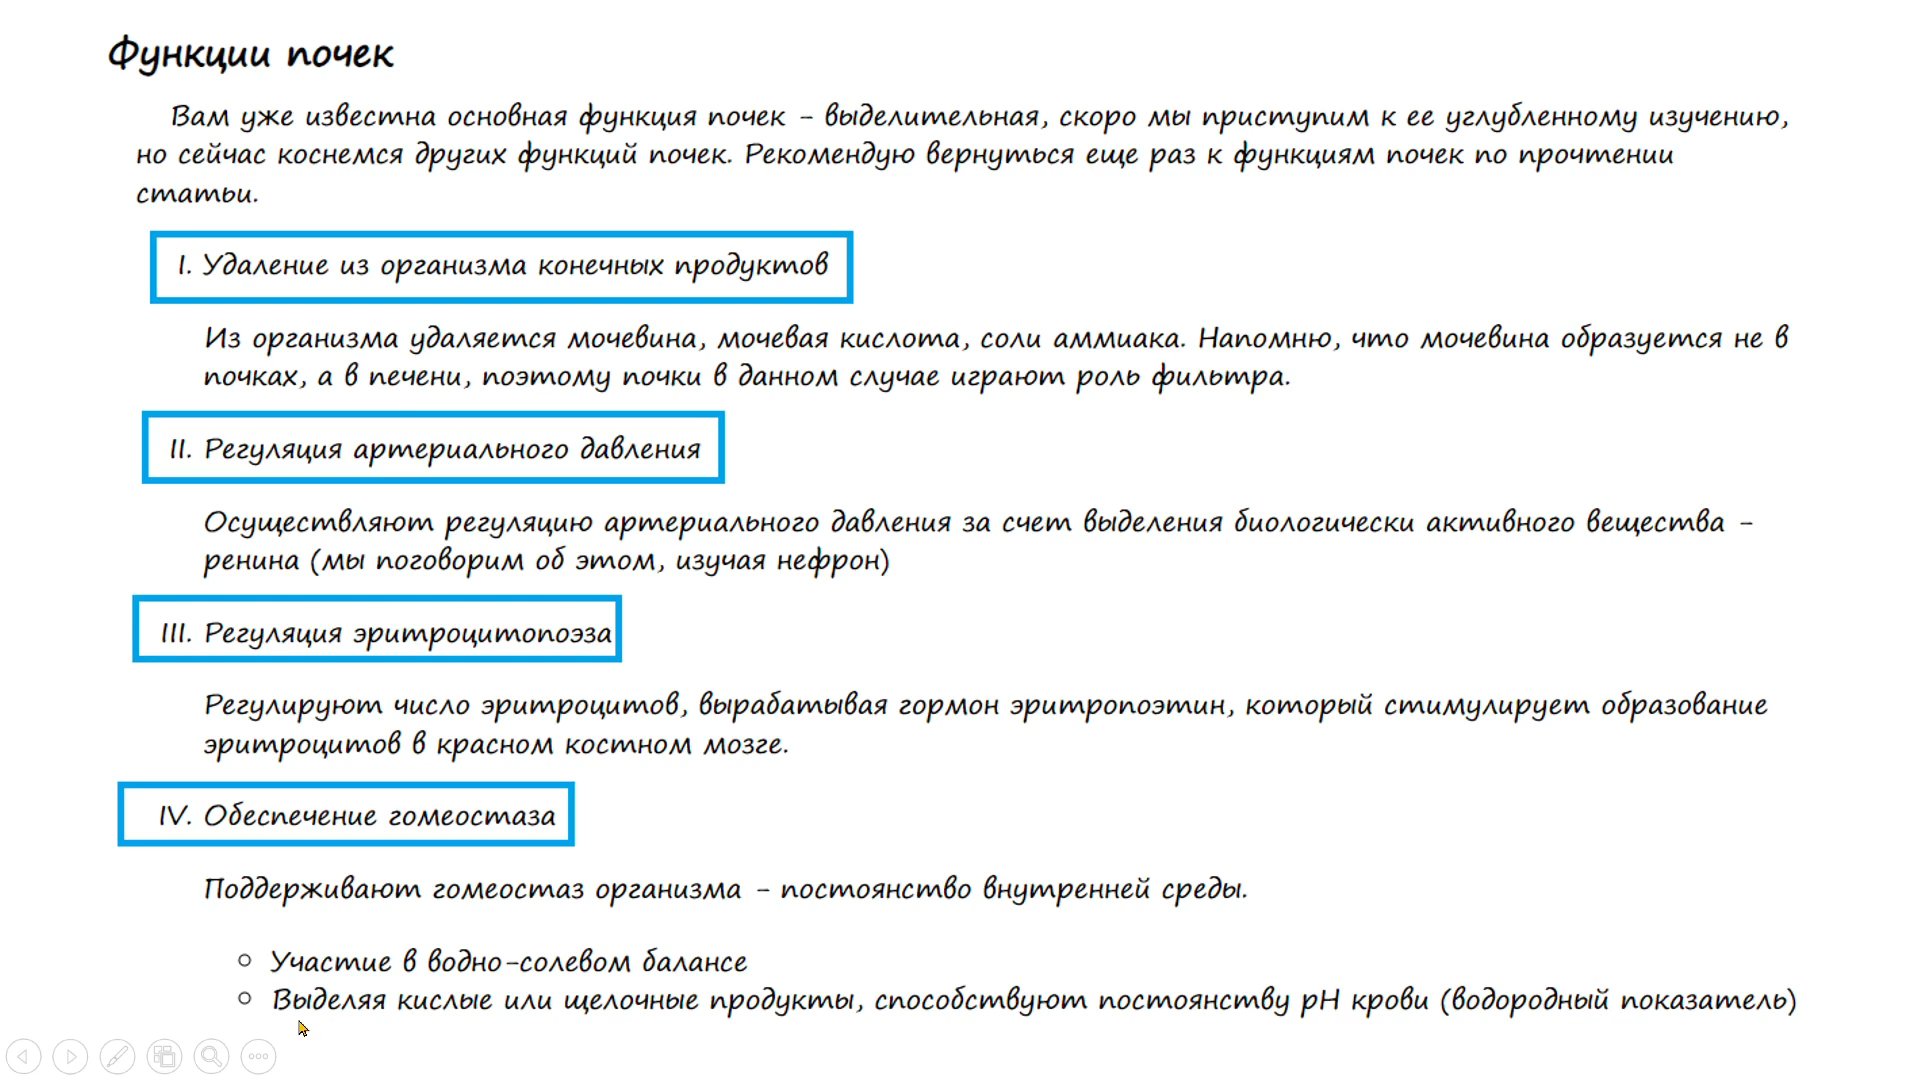 Функции почек
Вам уже известна основная функция почек - выделительная, скоро мы приступим к ее углубленному изучению,
но сейчас коснемся других функций почек. Рекомендую вернуться еще раз к функциям почек по прочтении
статьи.
I. Удаление из организма конечных продуктов
Из организма удаляется мочевина, мочевая кислота, соли аммиака. Напомню, что мочевина образуется не в
почках, а в печени, поэтому почки в данном случае играют роль фильтра.
II. Регуляция артериального давления
Осуществляют регуляцию артериального давления за счет выделения биологически активного вещества -
ренина (мы поговорим об этом, изучая нефрон)
III. Регуляция эритроцитопоэза
Регулируют число эритроцитов, вырабатывая гормон эритропоэтин, который стимулирует образование
эритроцитов в красном костном мозге.
IV. Обеспечение гомеостаза
Поддерживают гомеостаз организма - постоянство внутренней среды.
○ Участие в водно-солевом балансе
○ Выделяя кислые или щелочные продукты, способствуют постоянству pH крови (водородный показатель)